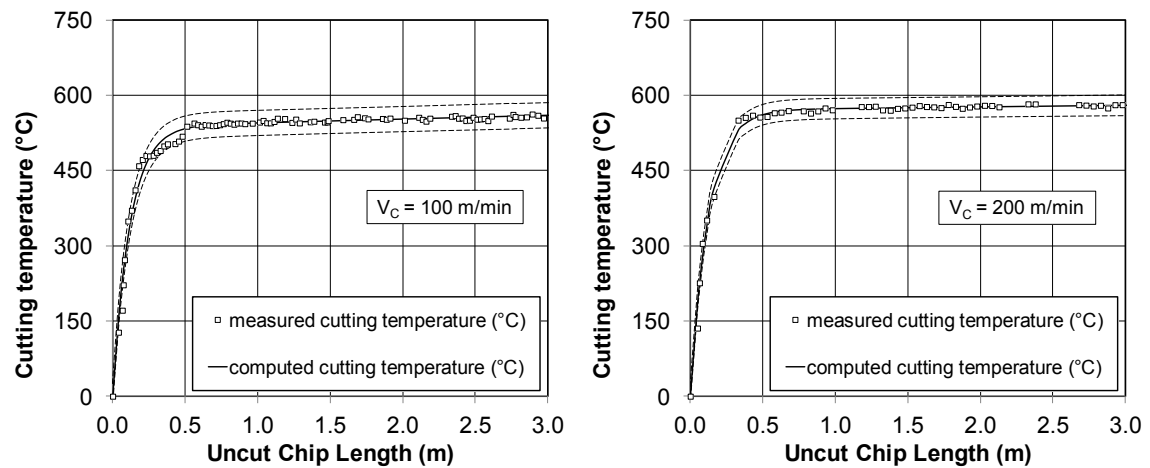 750
600
450
300
150
0
Cutting temperature (°C)
V_C = 100 m/min
measured cutting temperature (°C)
computed cutting temperature (°C)
0.0 0.5 1.0 1.5 2.0 2.5 3.0
Uncut Chip Length (m)
750
600
450
300
150
0
Cutting temperature (°C)
V_C = 200 m/min
measured cutting temperature (°C)
computed cutting temperature (°C)
0.0 0.5 1.0 1.5 2.0 2.5 3.0
Uncut Chip Length (m)